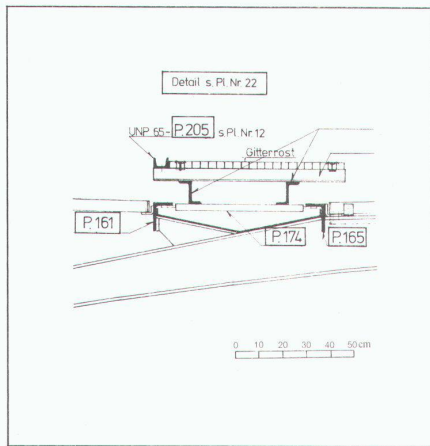 Detail s. Pl. Nr. 22
UNP 65- P.205 s.Pl. Nr. 12
Gitterrost
P.161
P.174
P.165
0 10 20 30 40 50cm